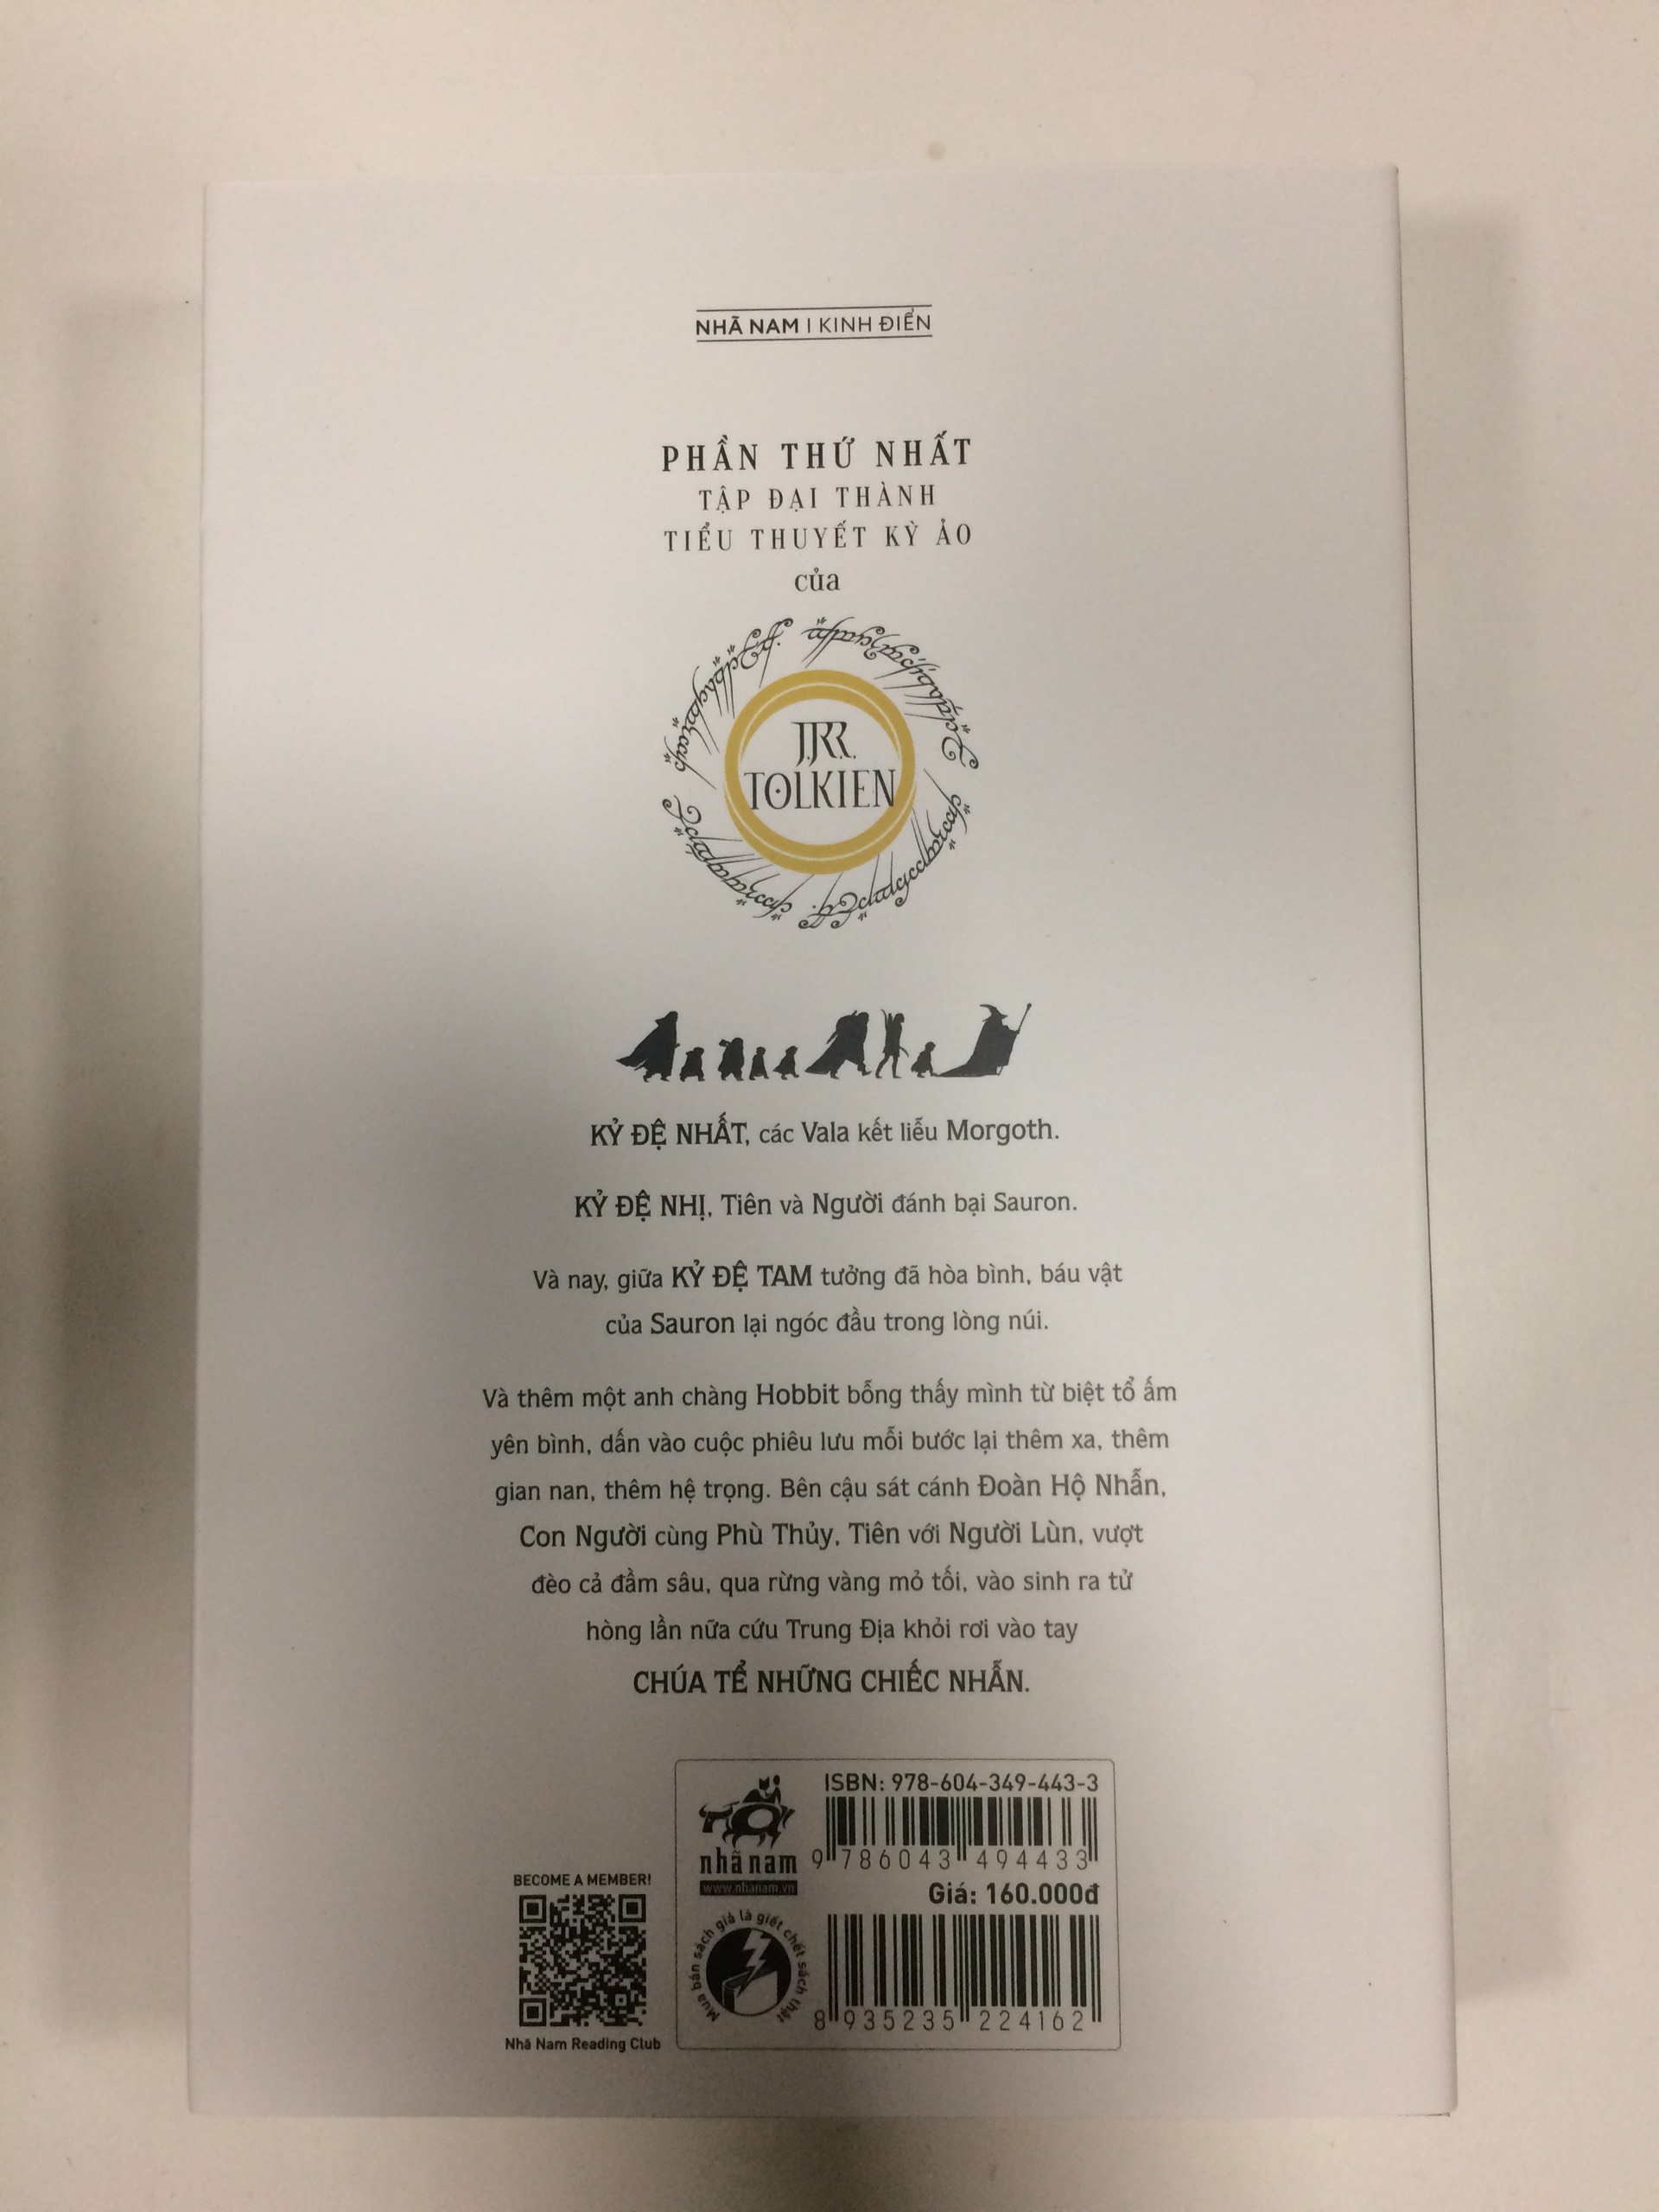 NHÃ NAM | KINH ĐIỂN
PHẦN THỨ NHẤT
TẬP ĐẠI THÀNH
TIỂU THUYẾT KỲ ẢO
của
J.R.R.
TOLKIEN
KỶ ĐỆ NHẤT, các Vala kết liễu Morgoth.
KỶ ĐỆ NHỊ, Tiên và Người đánh bại Sauron.
Và nay, giữa KỶ ĐỆ TAM tưởng đã hòa bình, báu vật
của Sauron lại ngóc đầu trong lòng núi.
Và thêm một anh chàng Hobbit bỗng thấy mình từ biệt tổ ấm
yên bình, dấn vào cuộc phiêu lưu mỗi bước lại thêm xa, thêm
gian nan, thêm hệ trọng. Bên cậu sát cánh Đoàn Hộ Nhẫn,
Con Người cùng Phù Thủy, Tiên với Người Lùn, vượt
đèo cả đầm sâu, qua rừng vàng mỏ tối, vào sinh ra tử
hòng lần nữa cứu Trung Địa khỏi rơi vào tay
CHÚA TỂ NHỮNG CHIẾC NHẪN.
BECOME A MEMBER!
Nhã Nam Reading Club
nhã nam
www.nhanam.vn
Mua bán sách giả là giết chết sách thật
ISBN: 978-604-349-443-3
9 786043 494433
Giá: 160.000đ
8 935235 224162